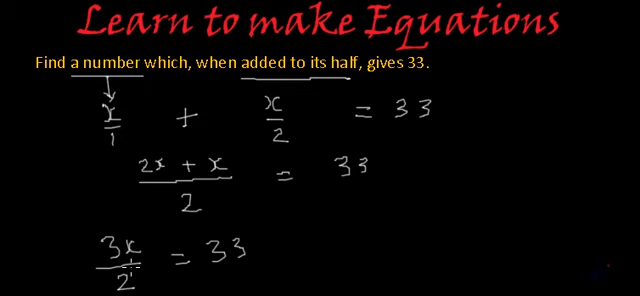 Learn to make Equations
Find a number which, when added to its half, gives 33.
x/1 + x/2 = 33
2x + x/2 = 33
3x/2 = 33